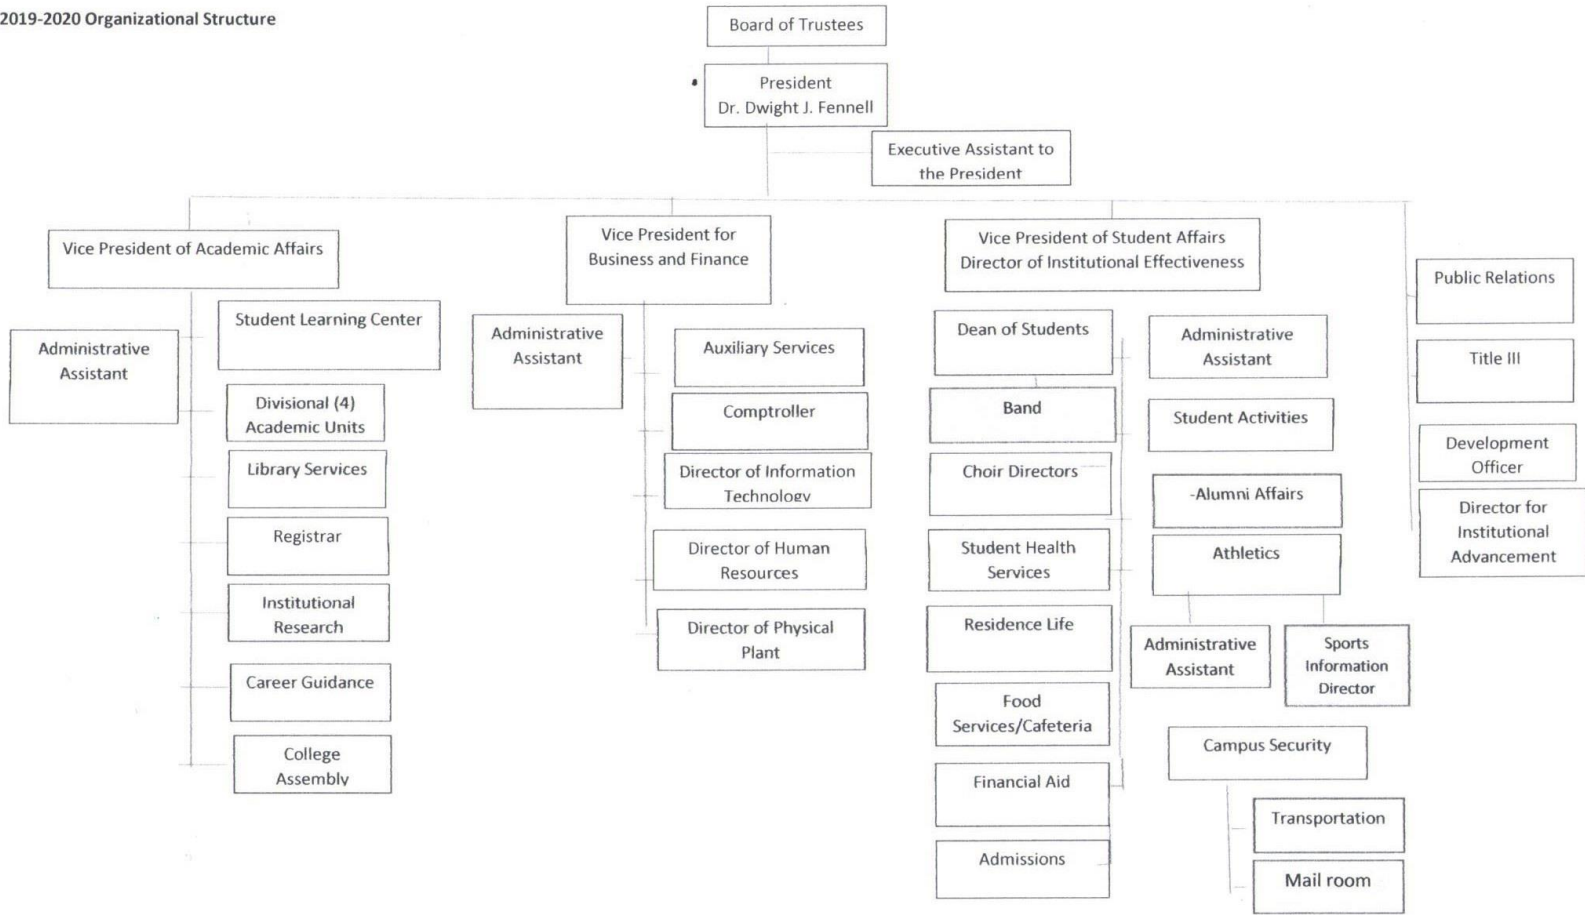 2019-2020 Organizational Structure
Board of Trustees
President
Dr. Dwight J. Fennell
Executive Assistant to
the President
Vice President of Academic Affairs
Administrative
Assistant
Student Learning Center
Divisional (4)
Academic Units
Library Services
Registrar
Institutional
Research
Career Guidance
College
Assembly
Vice President for
Business and Finance
Administrative
Assistant
Auxiliary Services
Comptroller
Director of Information
Technology
Director of Human
Resources
Director of Physical
Plant
Vice President of Student Affairs
Director of Institutional Effectiveness
Dean of Students
Band
Choir Directors
Student Health
Services
Residence Life
Food
Services/Cafeteria
Financial Aid
Admissions
Administrative
Assistant
Student Activities
-Alumni Affairs
Athletics
Administrative
Assistant
Sports
Information
Director
Campus Security
Transportation
Mail room
Public Relations
Title III
Development
Officer
Director for
Institutional
Advancement